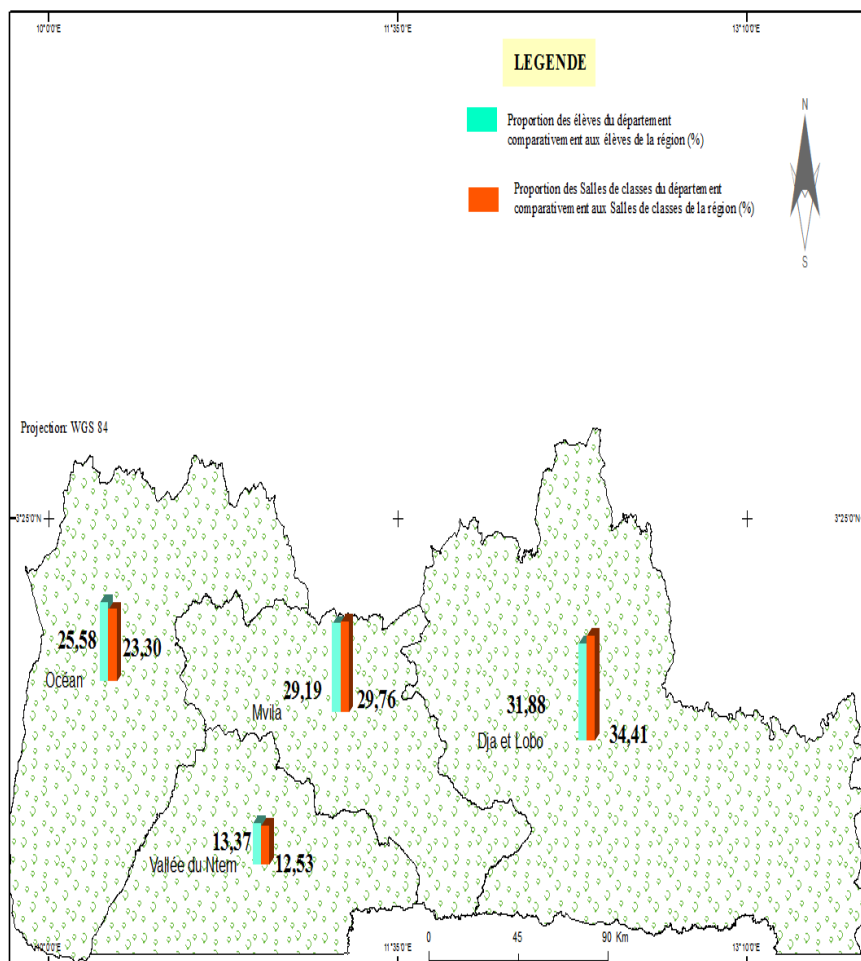 10°0'0"E
11°35'0"E
13°10'0"E
LEGENDE
Proportion des élèves du département
comparativement aux élèves de la région (%)
Proportion des Salles de classes du département
comparativement aux Salles de classes de la région (%)
N
S
Projection: WGS 84
3°25'0"N
3°25'0"N
25,58
23,30
Océan
29,19
29,76
Mvila
31,88
34,41
Dja et Lobo
13,37
12,53
Vallée du Ntem
10°0'0"E
11°35'0"E
13°10'0"E
0
45
90 Km